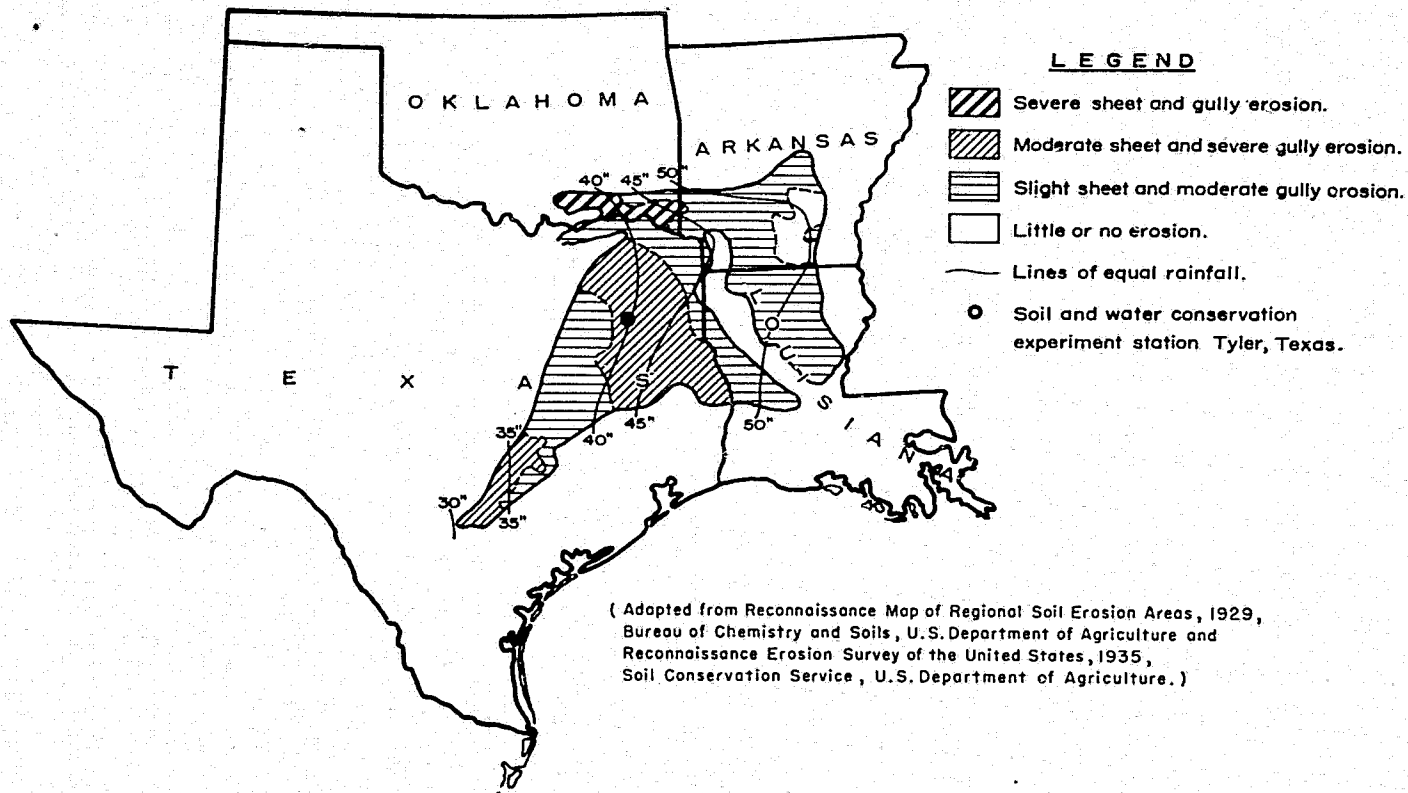 LEGEND
Severe sheet and gully erosion.
Moderate sheet and severe gully erosion.
Slight sheet and moderate gully erosion.
Little or no erosion.
Lines of equal rainfall.
Soil and water conservation
experiment station Tyler, Texas.
OKLAHOMA
ARKANSAS
40" 45" 50"
TEXAS
LOUISIANA
35"
40" 45" 50"
30"
35"
(Adapted from Reconnaissance Map of Regional Soil Erosion Areas, 1929,
Bureau of Chemistry and Soils, U.S. Department of Agriculture and
Reconnaissance Erosion Survey of the United States, 1935,
Soil Conservation Service, U.S. Department of Agriculture.)